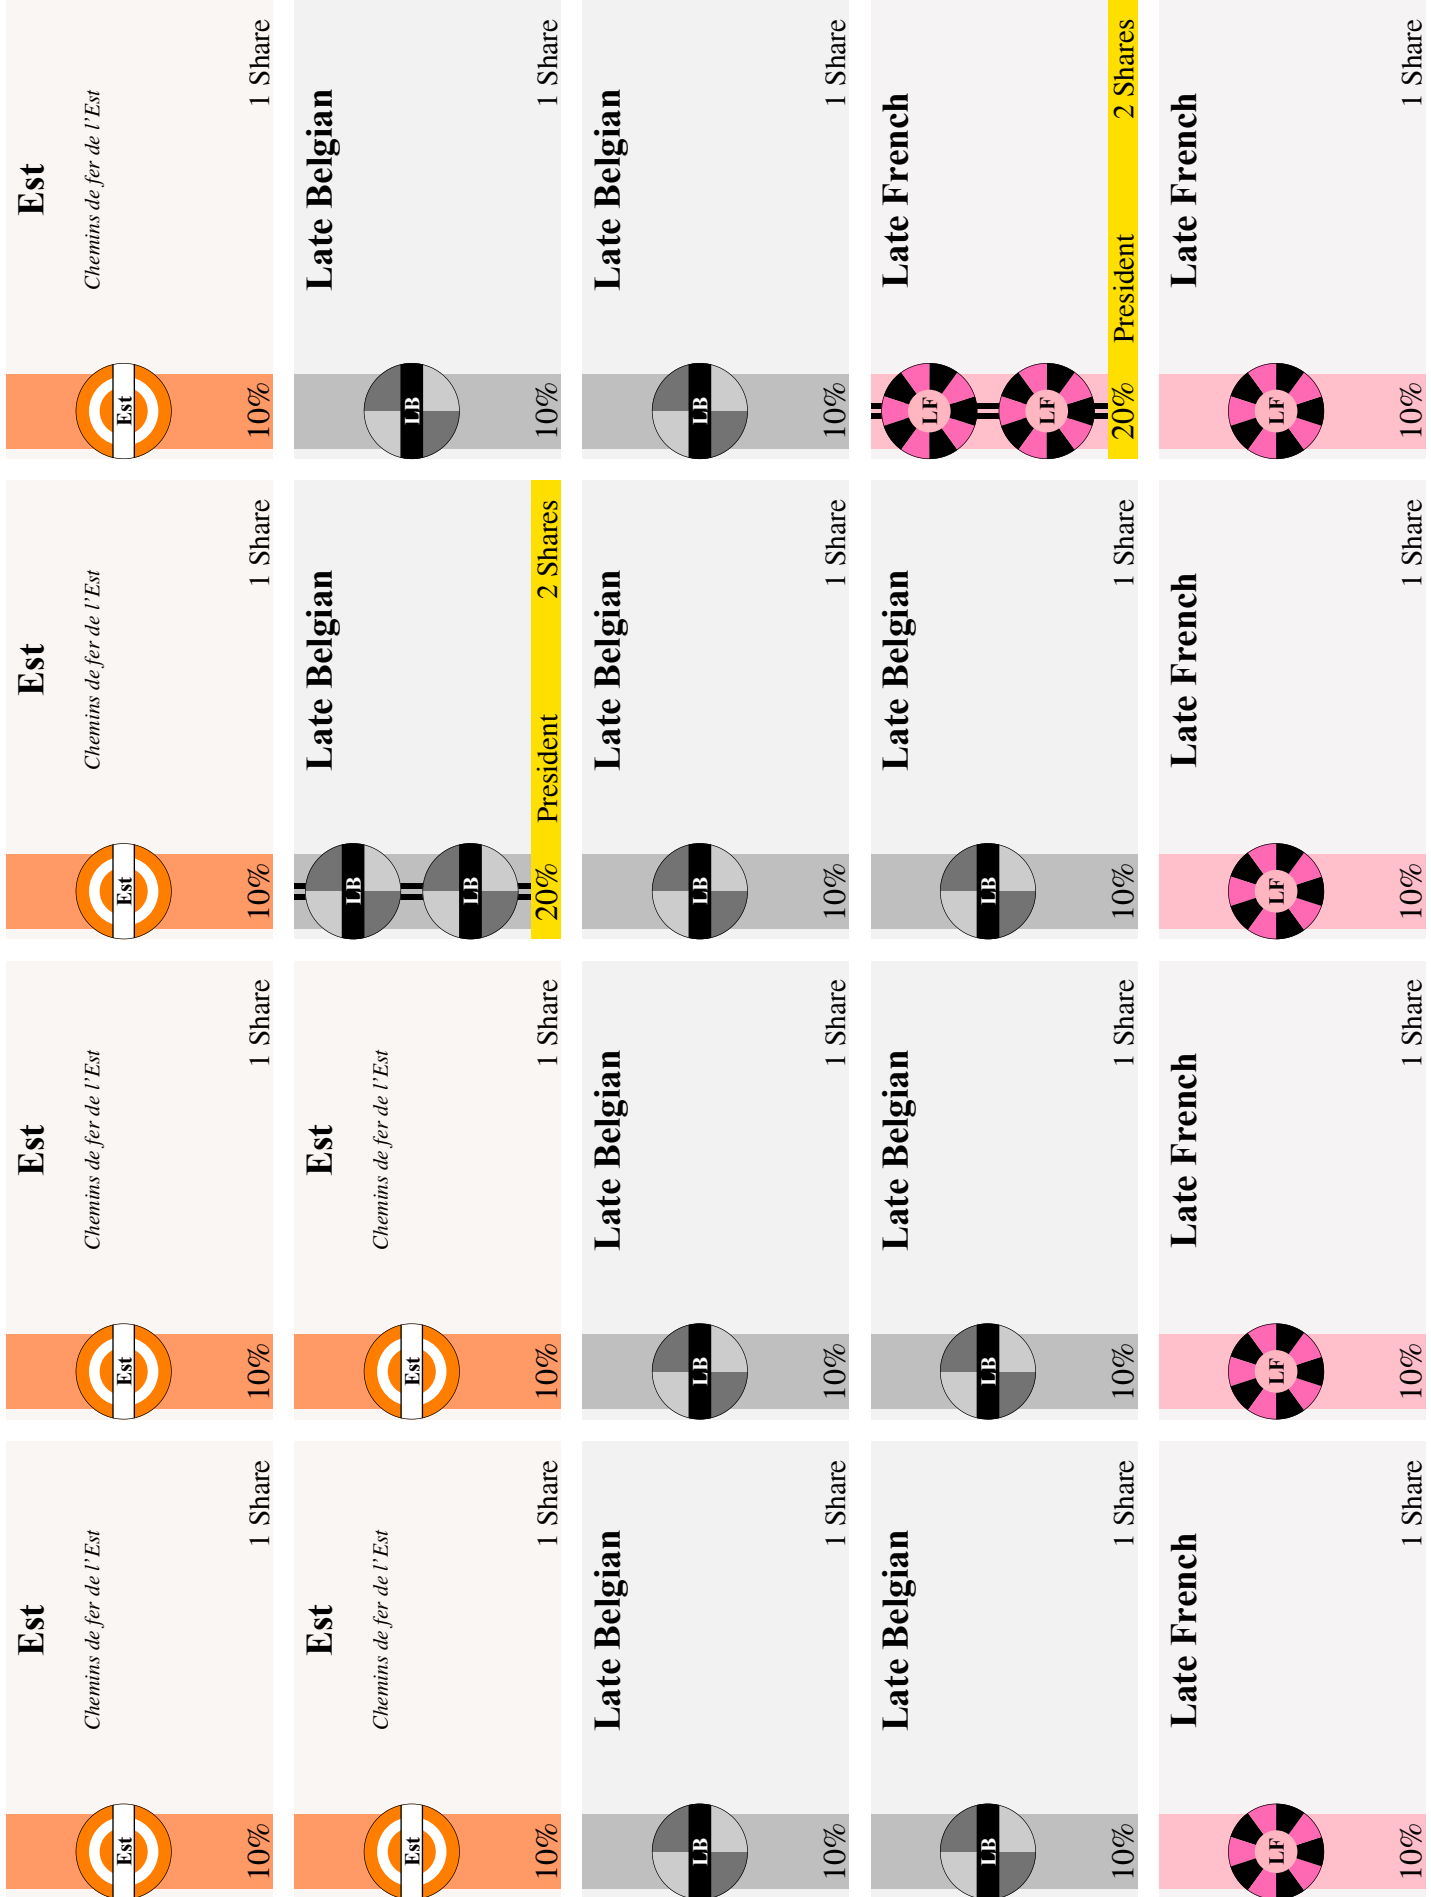 Est
Chemins de fer de l'Est
1 Share
Est
10%
Late Belgian
1 Share
LB
10%
Late Belgian
1 Share
LB
10%
Late French
2 Shares
President
20%
LF
LF
Late French
1 Share
LF
10%
Est
Chemins de fer de l'Est
1 Share
Est
10%
Late Belgian
2 Shares
President
20%
LB
LB
Late Belgian
1 Share
LB
10%
Late Belgian
1 Share
LB
10%
Late French
1 Share
LF
10%
Est
Chemins de fer de l'Est
1 Share
Est
10%
Est
Chemins de fer de l'Est
1 Share
Est
10%
Late Belgian
1 Share
LB
10%
Late Belgian
1 Share
LB
10%
Late French
1 Share
LF
10%
Est
Chemins de fer de l'Est
1 Share
Est
10%
Est
Chemins de fer de l'Est
1 Share
Est
10%
Late Belgian
1 Share
LB
10%
Late Belgian
1 Share
LB
10%
Late French
1 Share
LF
10%